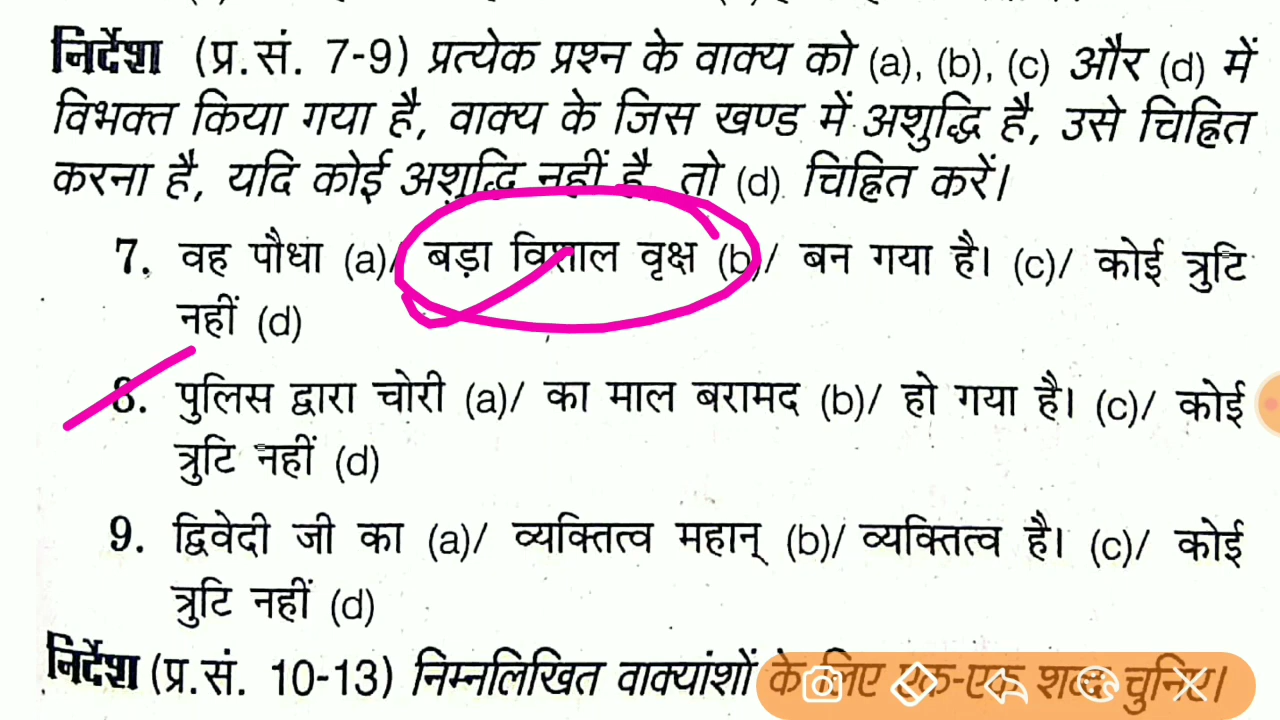 निर्देश (प्र.सं. 7-9) प्रत्येक प्रश्न के वाक्य को (a), (b), (c) और (d) में
विभक्त किया गया है, वाक्य के जिस खण्ड में अशुद्धि है, उसे चिह्नित
करना है, यदि कोई अशुद्धि नहीं है, तो (d) चिह्नित करें।
7. वह पौधा (a)/ बड़ा विशाल वृक्ष (b)/ बन गया है। (c)/ कोई त्रुटि
नहीं (d)
8. पुलिस द्वारा चोरी (a)/ का माल बरामद (b)/ हो गया है। (c)/ कोई
त्रुटि नहीं (d)
9. द्विवेदी जी का (a)/ व्यक्तित्व महान् (b)/ व्यक्तित्व है। (c)/ कोई
त्रुटि नहीं (d)
निर्देश (प्र.सं. 10-13) निम्नलिखित वाक्यांशों के लिए एक-एक शब्द चुनिए।